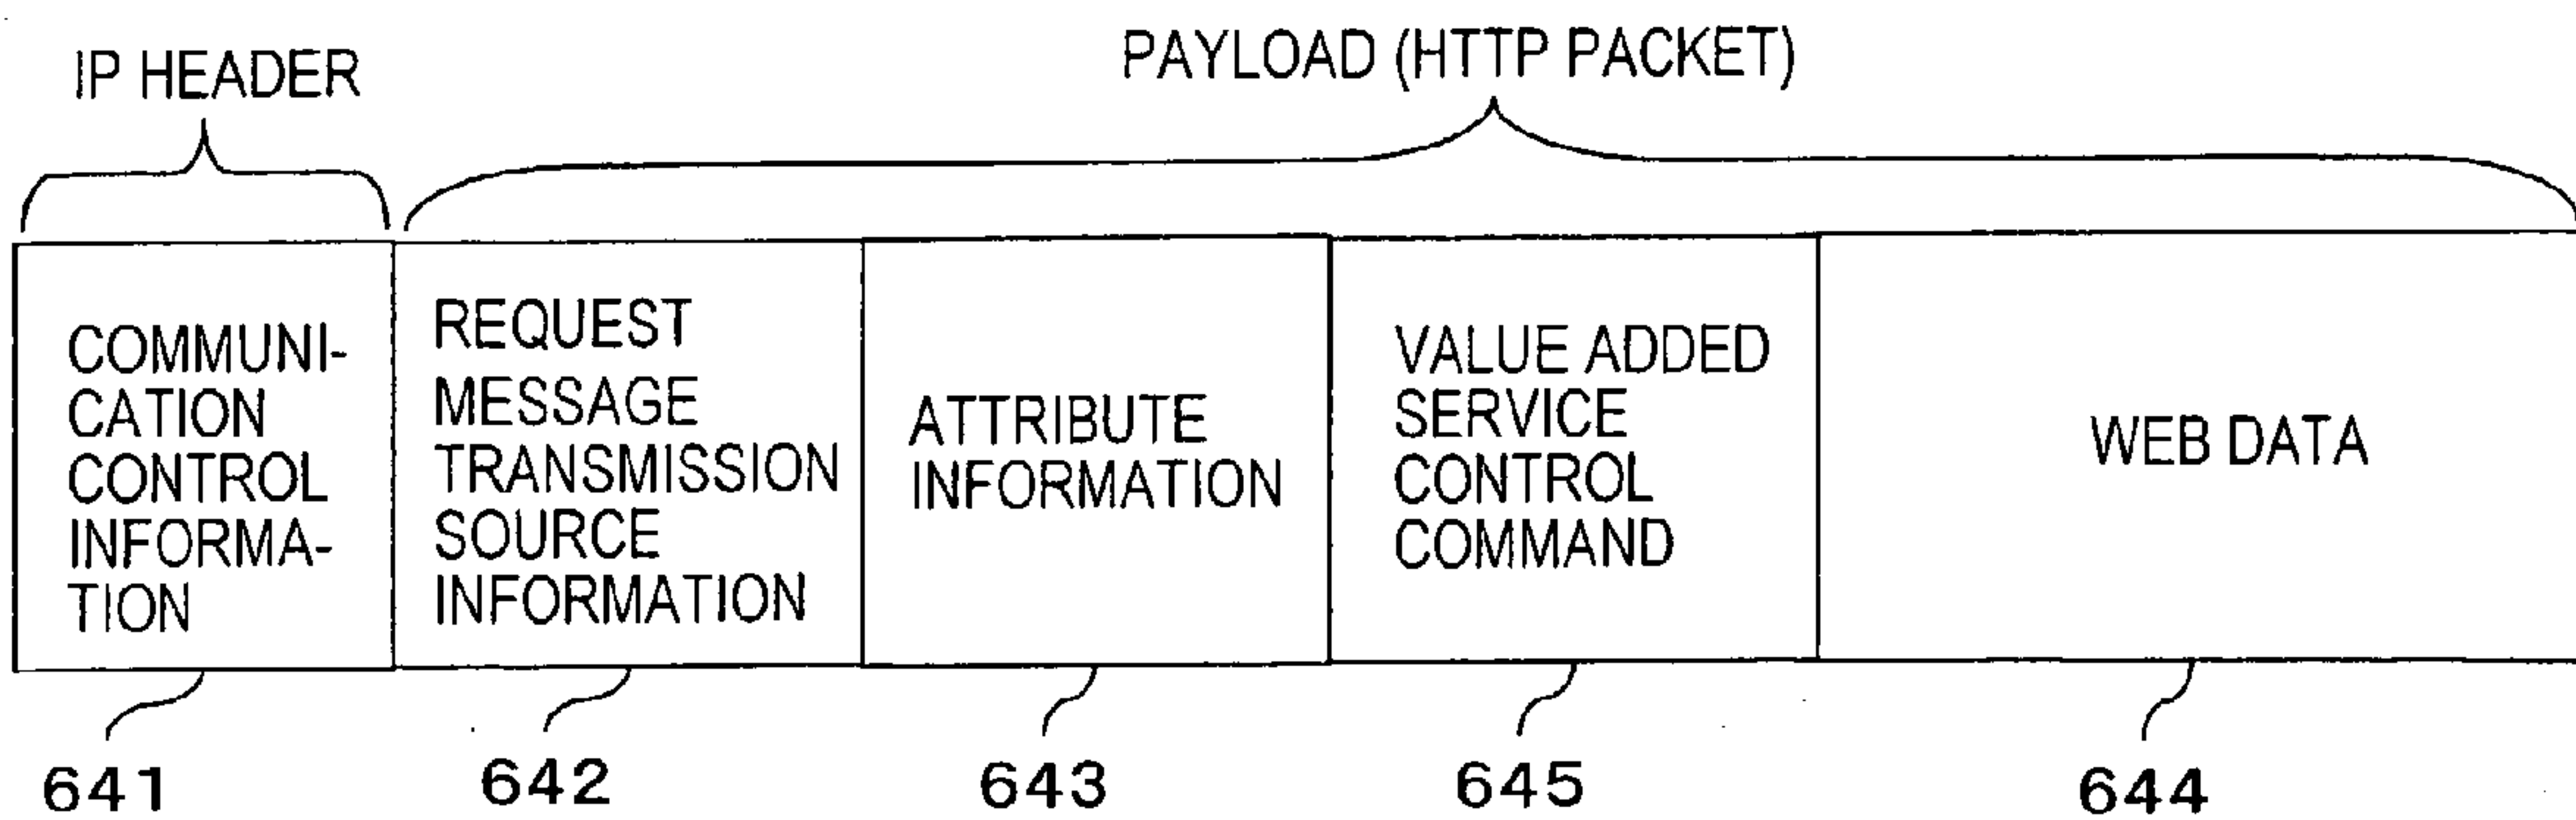 IP HEADER
PAYLOAD (HTTP PACKET)
COMMUNI-
CATION
CONTROL
INFORMA-
TION
REQUEST
MESSAGE
TRANSMISSION
SOURCE
INFORMATION
ATTRIBUTE
INFORMATION
VALUE ADDED
SERVICE
CONTROL
COMMAND
WEB DATA
641
642
643
645
644